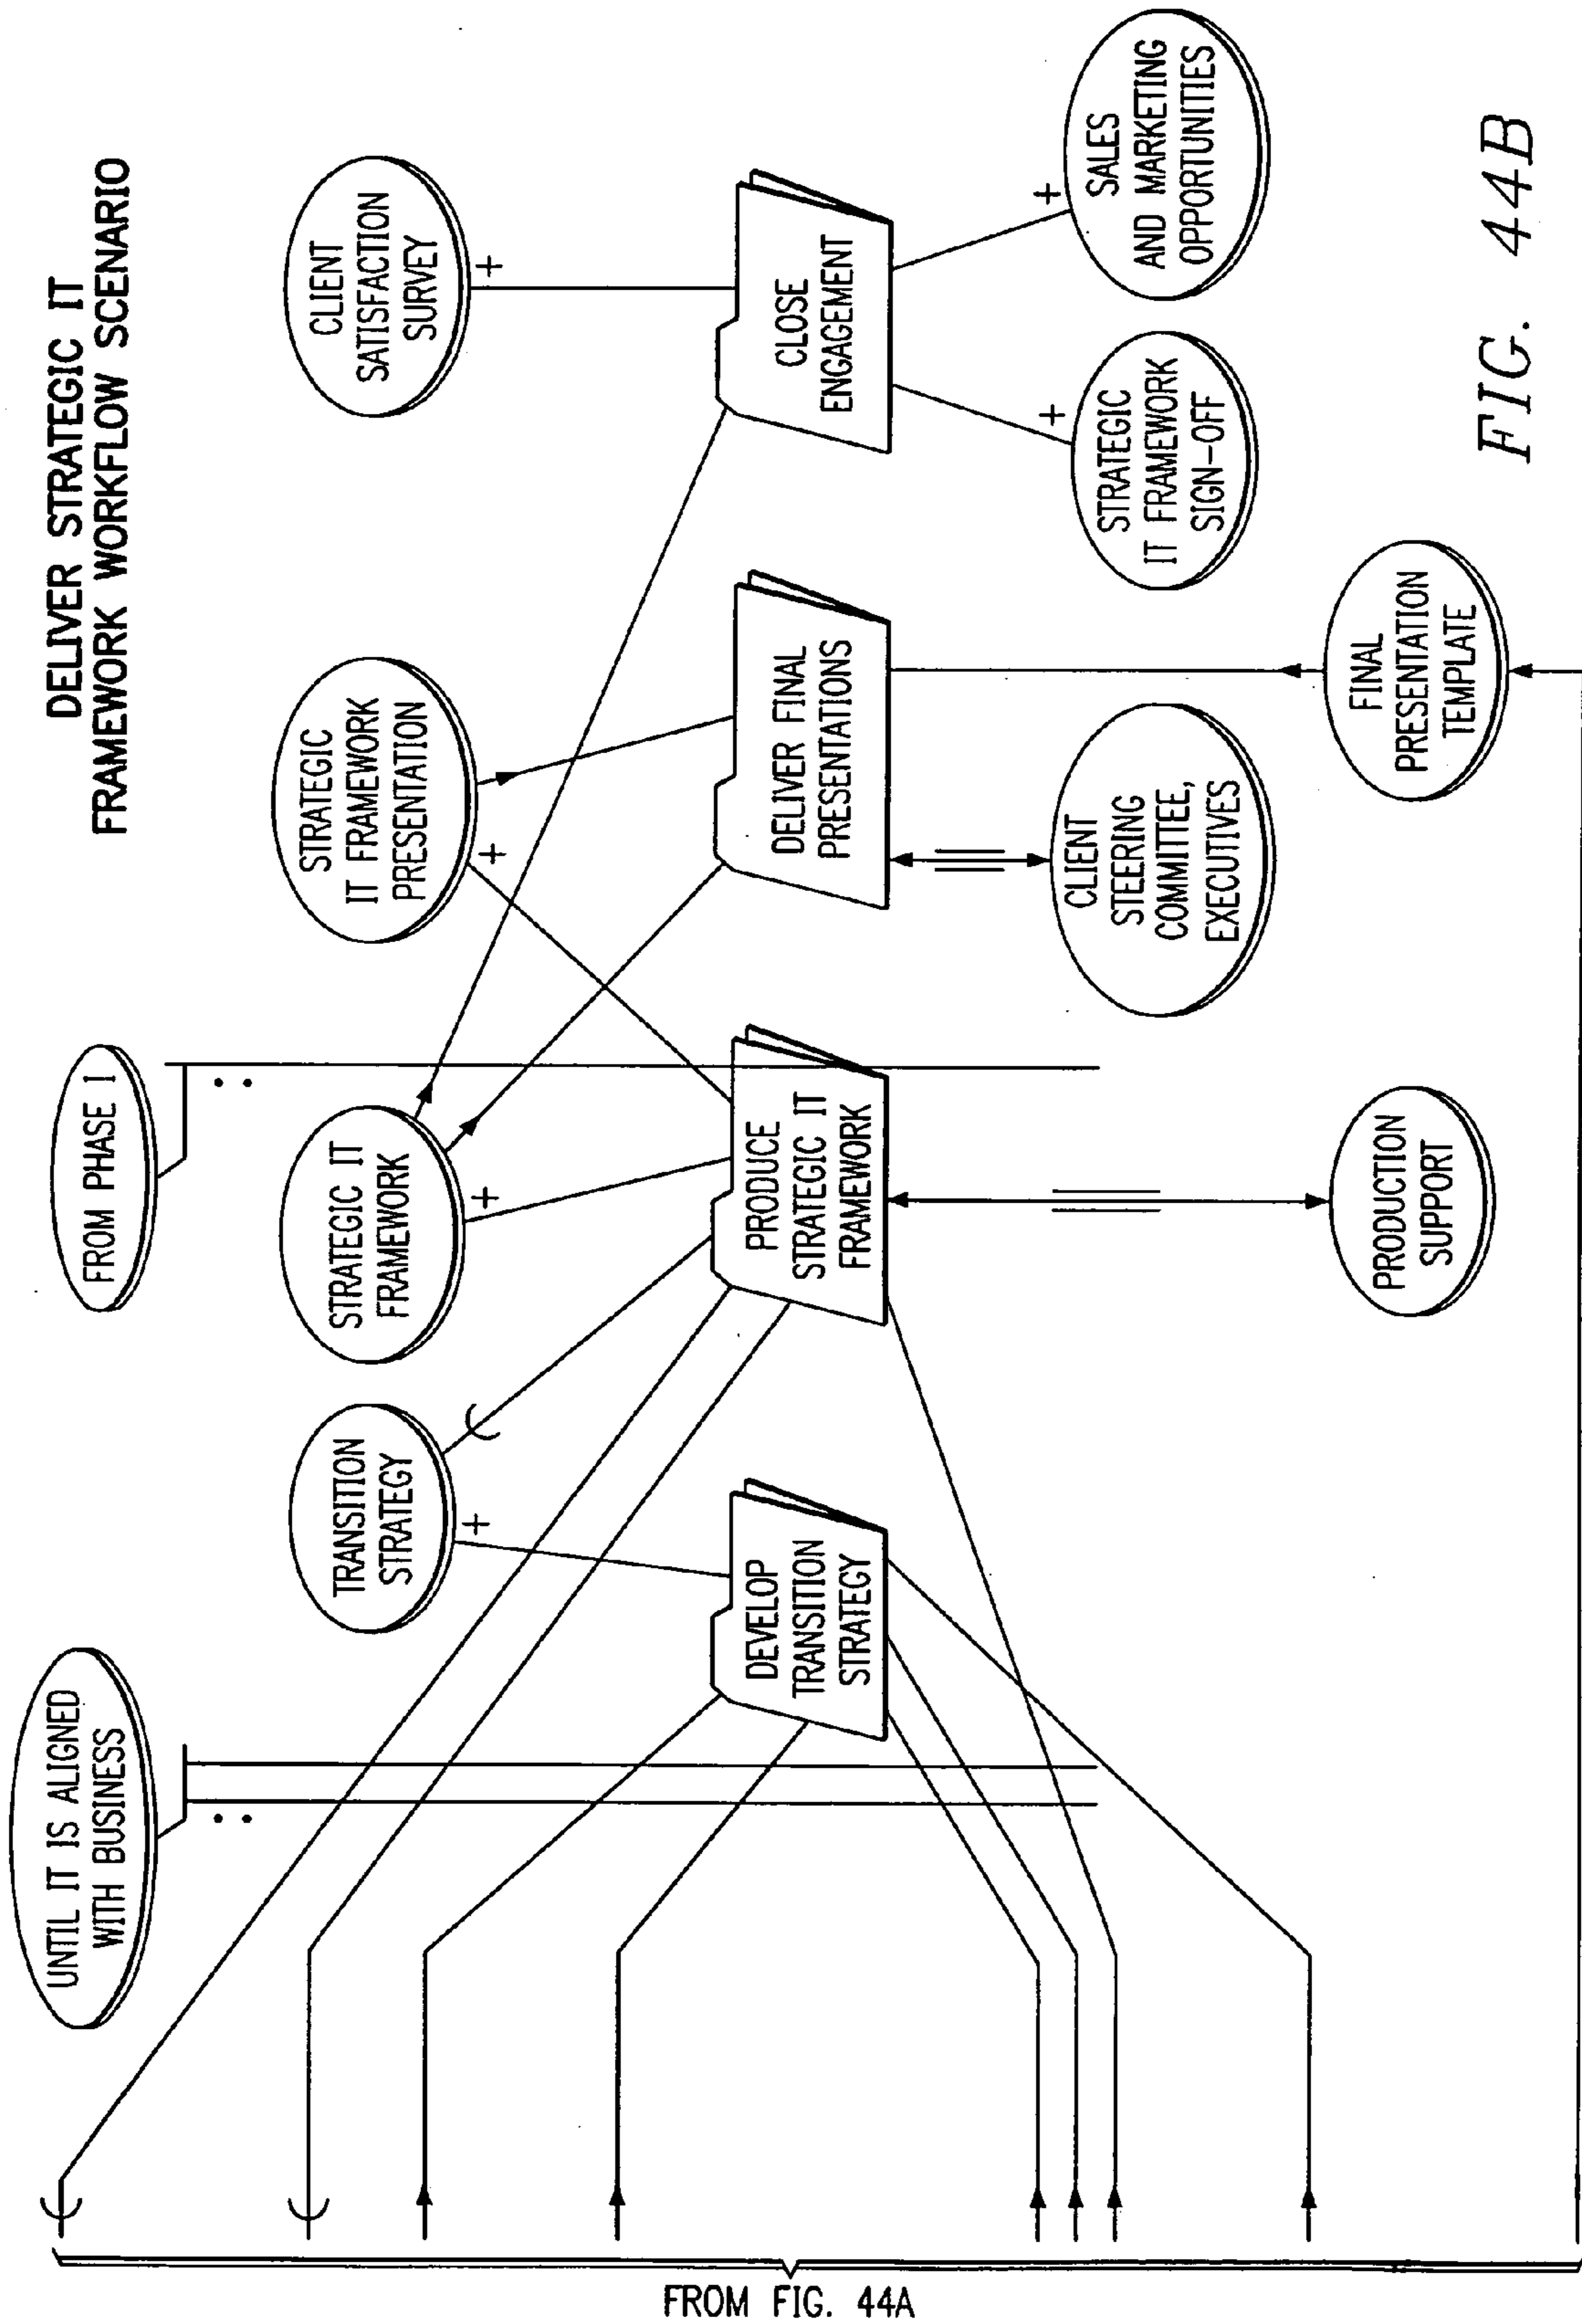 DELIVER STRATEGIC IT
FRAMEWORK WORKFLOW SCENARIO
UNTIL IT IS ALIGNED
WITH BUSINESS
FROM PHASE 1
TRANSITION
STRATEGY
STRATEGIC IT
FRAMEWORK
STRATEGIC
IT FRAMEWORK
PRESENTATION
CLIENT
SATISFACTION
SURVEY
DEVELOP
TRANSITION
STRATEGY
PRODUCE
STRATEGIC IT
FRAMEWORK
DELIVER FINAL
PRESENTATIONS
CLOSE
ENGAGEMENT
CLIENT
STEERING
COMMITTEE,
EXECUTIVES
STRATEGIC
IT FRAMEWORK
SIGN-OFF
SALES
AND MARKETING
OPPORTUNITIES
PRODUCTION
SUPPORT
FINAL
PRESENTATION
TEMPLATE
FROM FIG. 44A
FIG. 44B